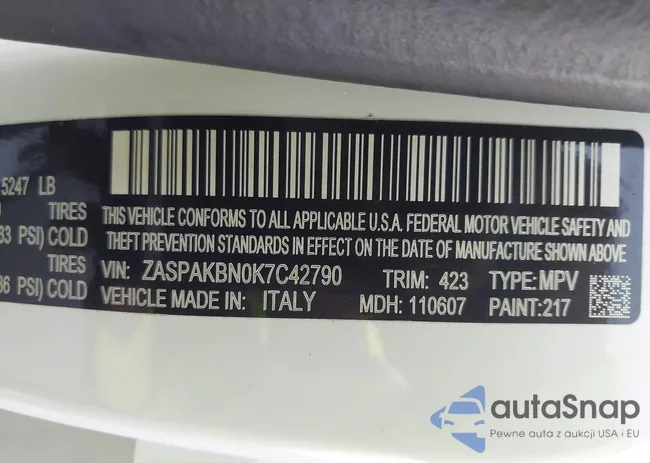 5247 LB
TIRES
33 PSI) COLD
TIRES
36 PSI) COLD
THIS VEHICLE CONFORMS TO ALL APPLICABLE U.S.A. FEDERAL MOTOR VEHICLE SAFETY AND
THEFT PREVENTION STANDARDS IN EFFECT ON THE DATE OF MANUFACTURE SHOWN ABOVE
VIN: ZASPAKBN0K7C42790 TRIM: 423 TYPE: MPV
VEHICLE MADE IN: ITALY MDH: 110607 PAINT:217
autaSnap
Pewne auta z aukcji USA i EU